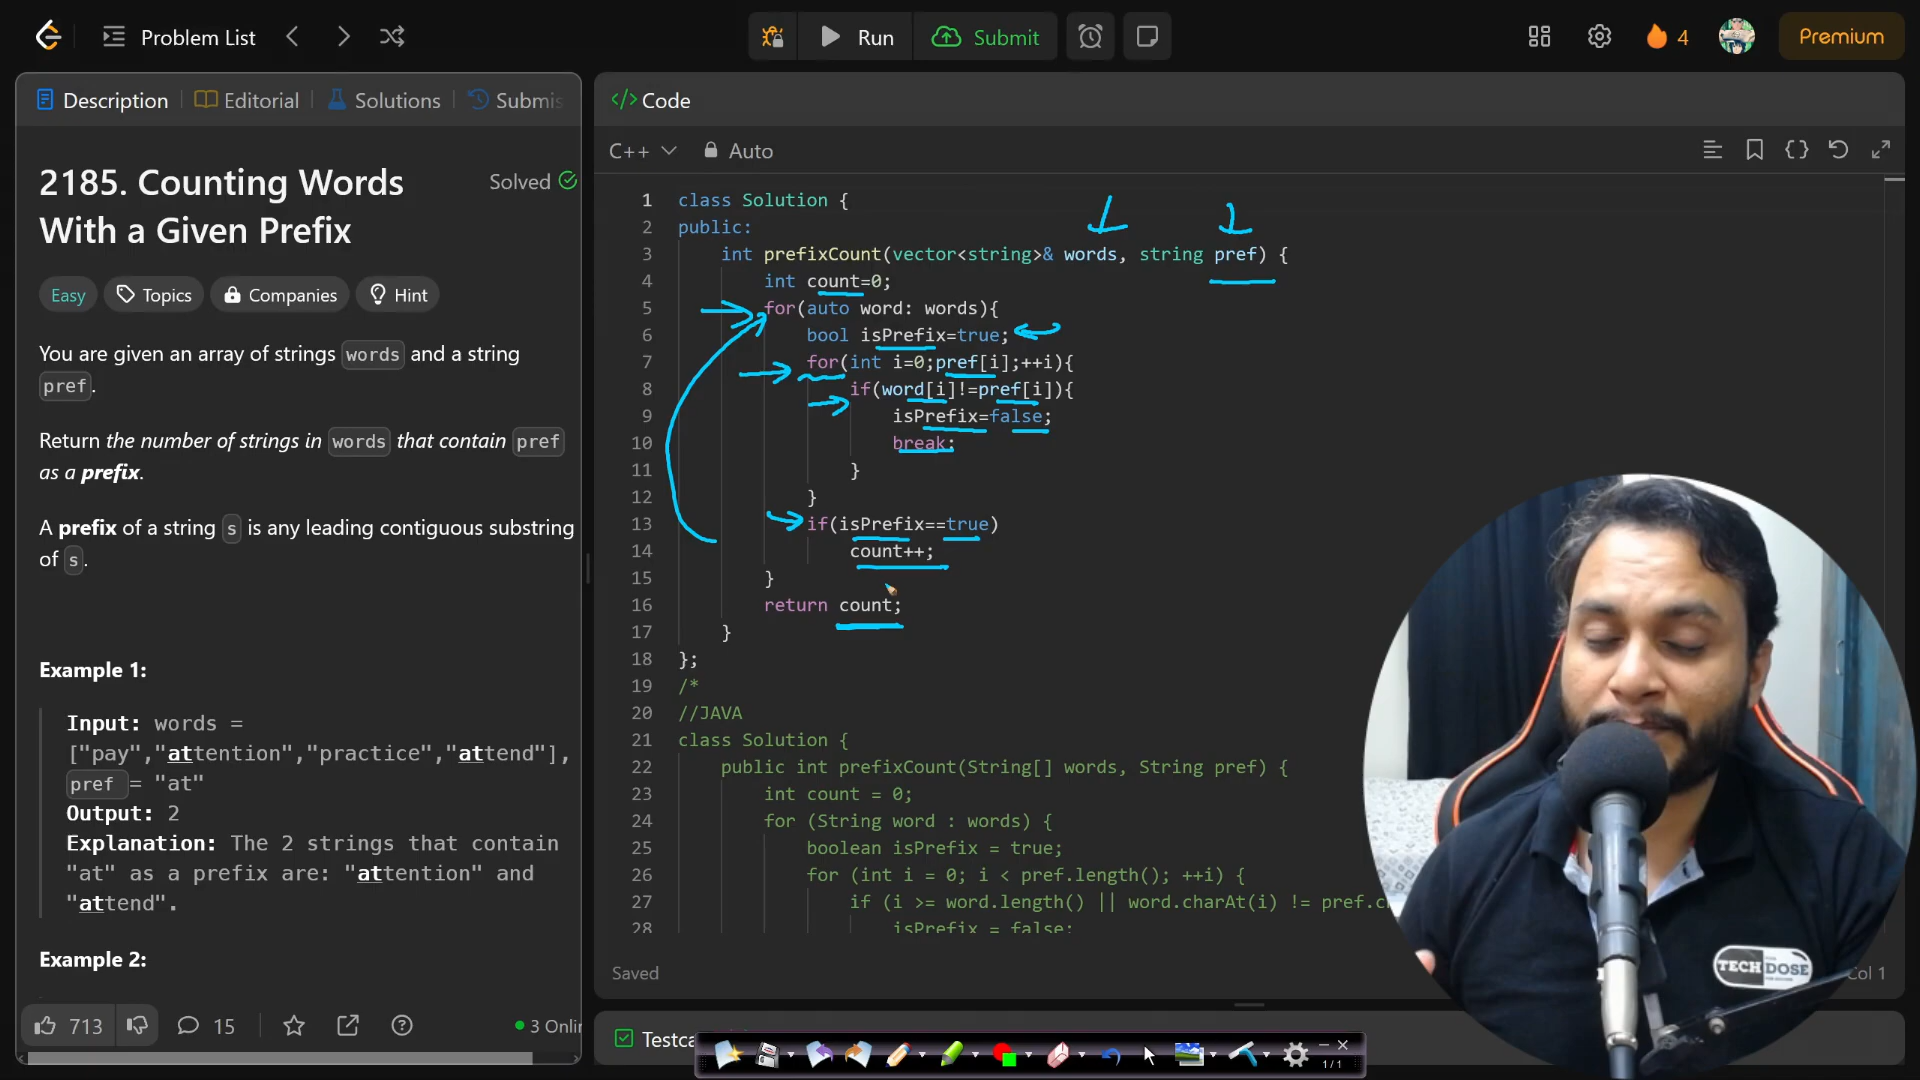 Problem List
Run
Submit
4
Premium
Description
Editorial
Solutions
Submis
2185. Counting Words
With a Given Prefix
Solved
Easy
Topics
Companies
Hint
You are given an array of strings words and a string
pref.
Return the number of strings in words that contain pref
as a prefix.
A prefix of a string s is any leading contiguous substring
of s.
Example 1:
Input: words =
["pay","attention","practice","attend"],
pref = "at"
Output: 2
Explanation: The 2 strings that contain
"at" as a prefix are: "attention" and
"attend".
Example 2:
713
15
3 Onli
Code
C++
Auto
1 class Solution {
2 public:
3 int prefixCount(vector<string>& words, string pref) {
4 int count=0;
5 for(auto word: words){
6 bool isPrefix=true;
7 for(int i=0;pref[i];++i){
8 if(word[i]!=pref[i]){
9 isPrefix=false;
10 break;
11 }
12 }
13 if(isPrefix==true)
14 count++;
15 }
16 return count;
17 }
18 };
19 /*
20 //JAVA
21 class Solution {
22 public int prefixCount(String[] words, String pref) {
23 int count = 0;
24 for (String word : words) {
25 boolean isPrefix = true;
26 for (int i = 0; i < pref.length(); ++i) {
27 if (i >= word.length() || word.charAt(i) != pref.c
28 isPrefix = false;
Saved
Col 1
Testca
1/1
TECH DOSE